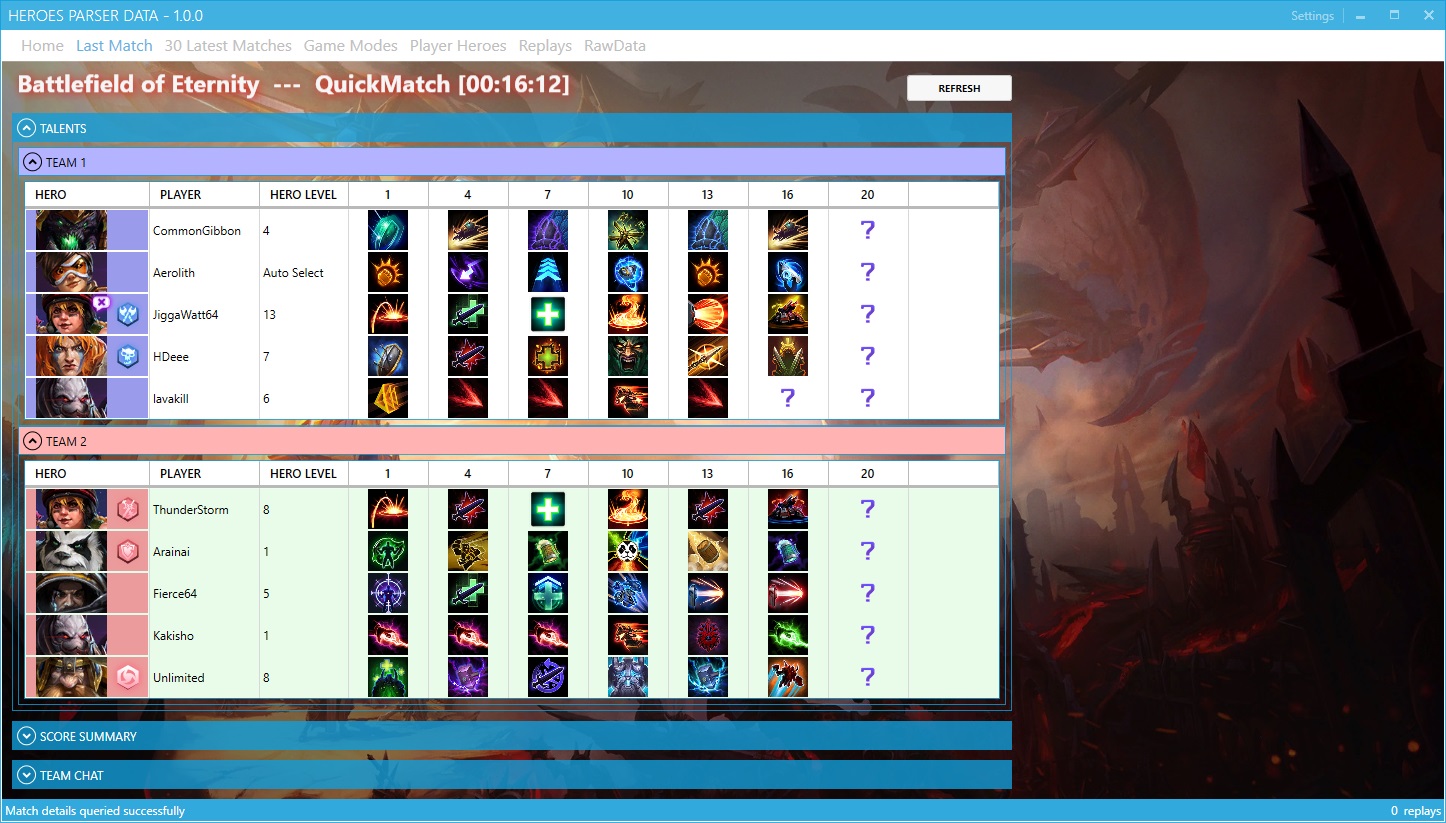 HEROES PARSER DATA - 1.0.0 Settings
Home Last Match 30 Latest Matches Game Modes Player Heroes Replays RawData
Battlefield of Eternity --- QuickMatch [00:16:12]
REFRESH
TALENTS
TEAM 1
HERO PLAYER HERO LEVEL 1 4 7 10 13 16 20
CommonGibbon 4 ?
Aerolith Auto Select ?
JiggaWatt64 13 ?
HDeee 7 ?
lavakill 6 ? ?
TEAM 2
HERO PLAYER HERO LEVEL 1 4 7 10 13 16 20
ThunderStorm 8 ?
Arainai 1 ?
Fierce64 5 ?
Kakisho 1 ?
Unlimited 8 ?
SCORE SUMMARY
TEAM CHAT
Match details queried successfully 0 replays